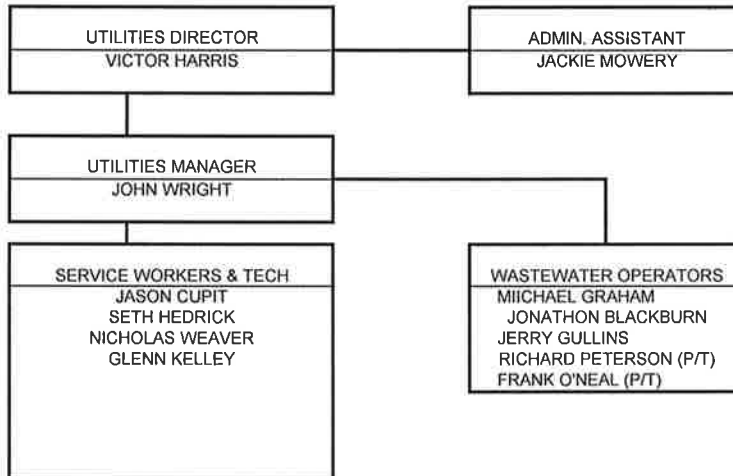 UTILITIES DIRECTOR
VICTOR HARRIS
ADMIN. ASSISTANT
JACKIE MOWERY
UTILITIES MANAGER
JOHN WRIGHT
SERVICE WORKERS & TECH
JASON CUPIT
SETH HEDRICK
NICHOLAS WEAVER
GLENN KELLEY
WASTEWATER OPERATORS
MIICHAEL GRAHAM
JONATHON BLACKBURN
JERRY GULLINS
RICHARD PETERSON (P/T)
FRANK O'NEAL (P/T)